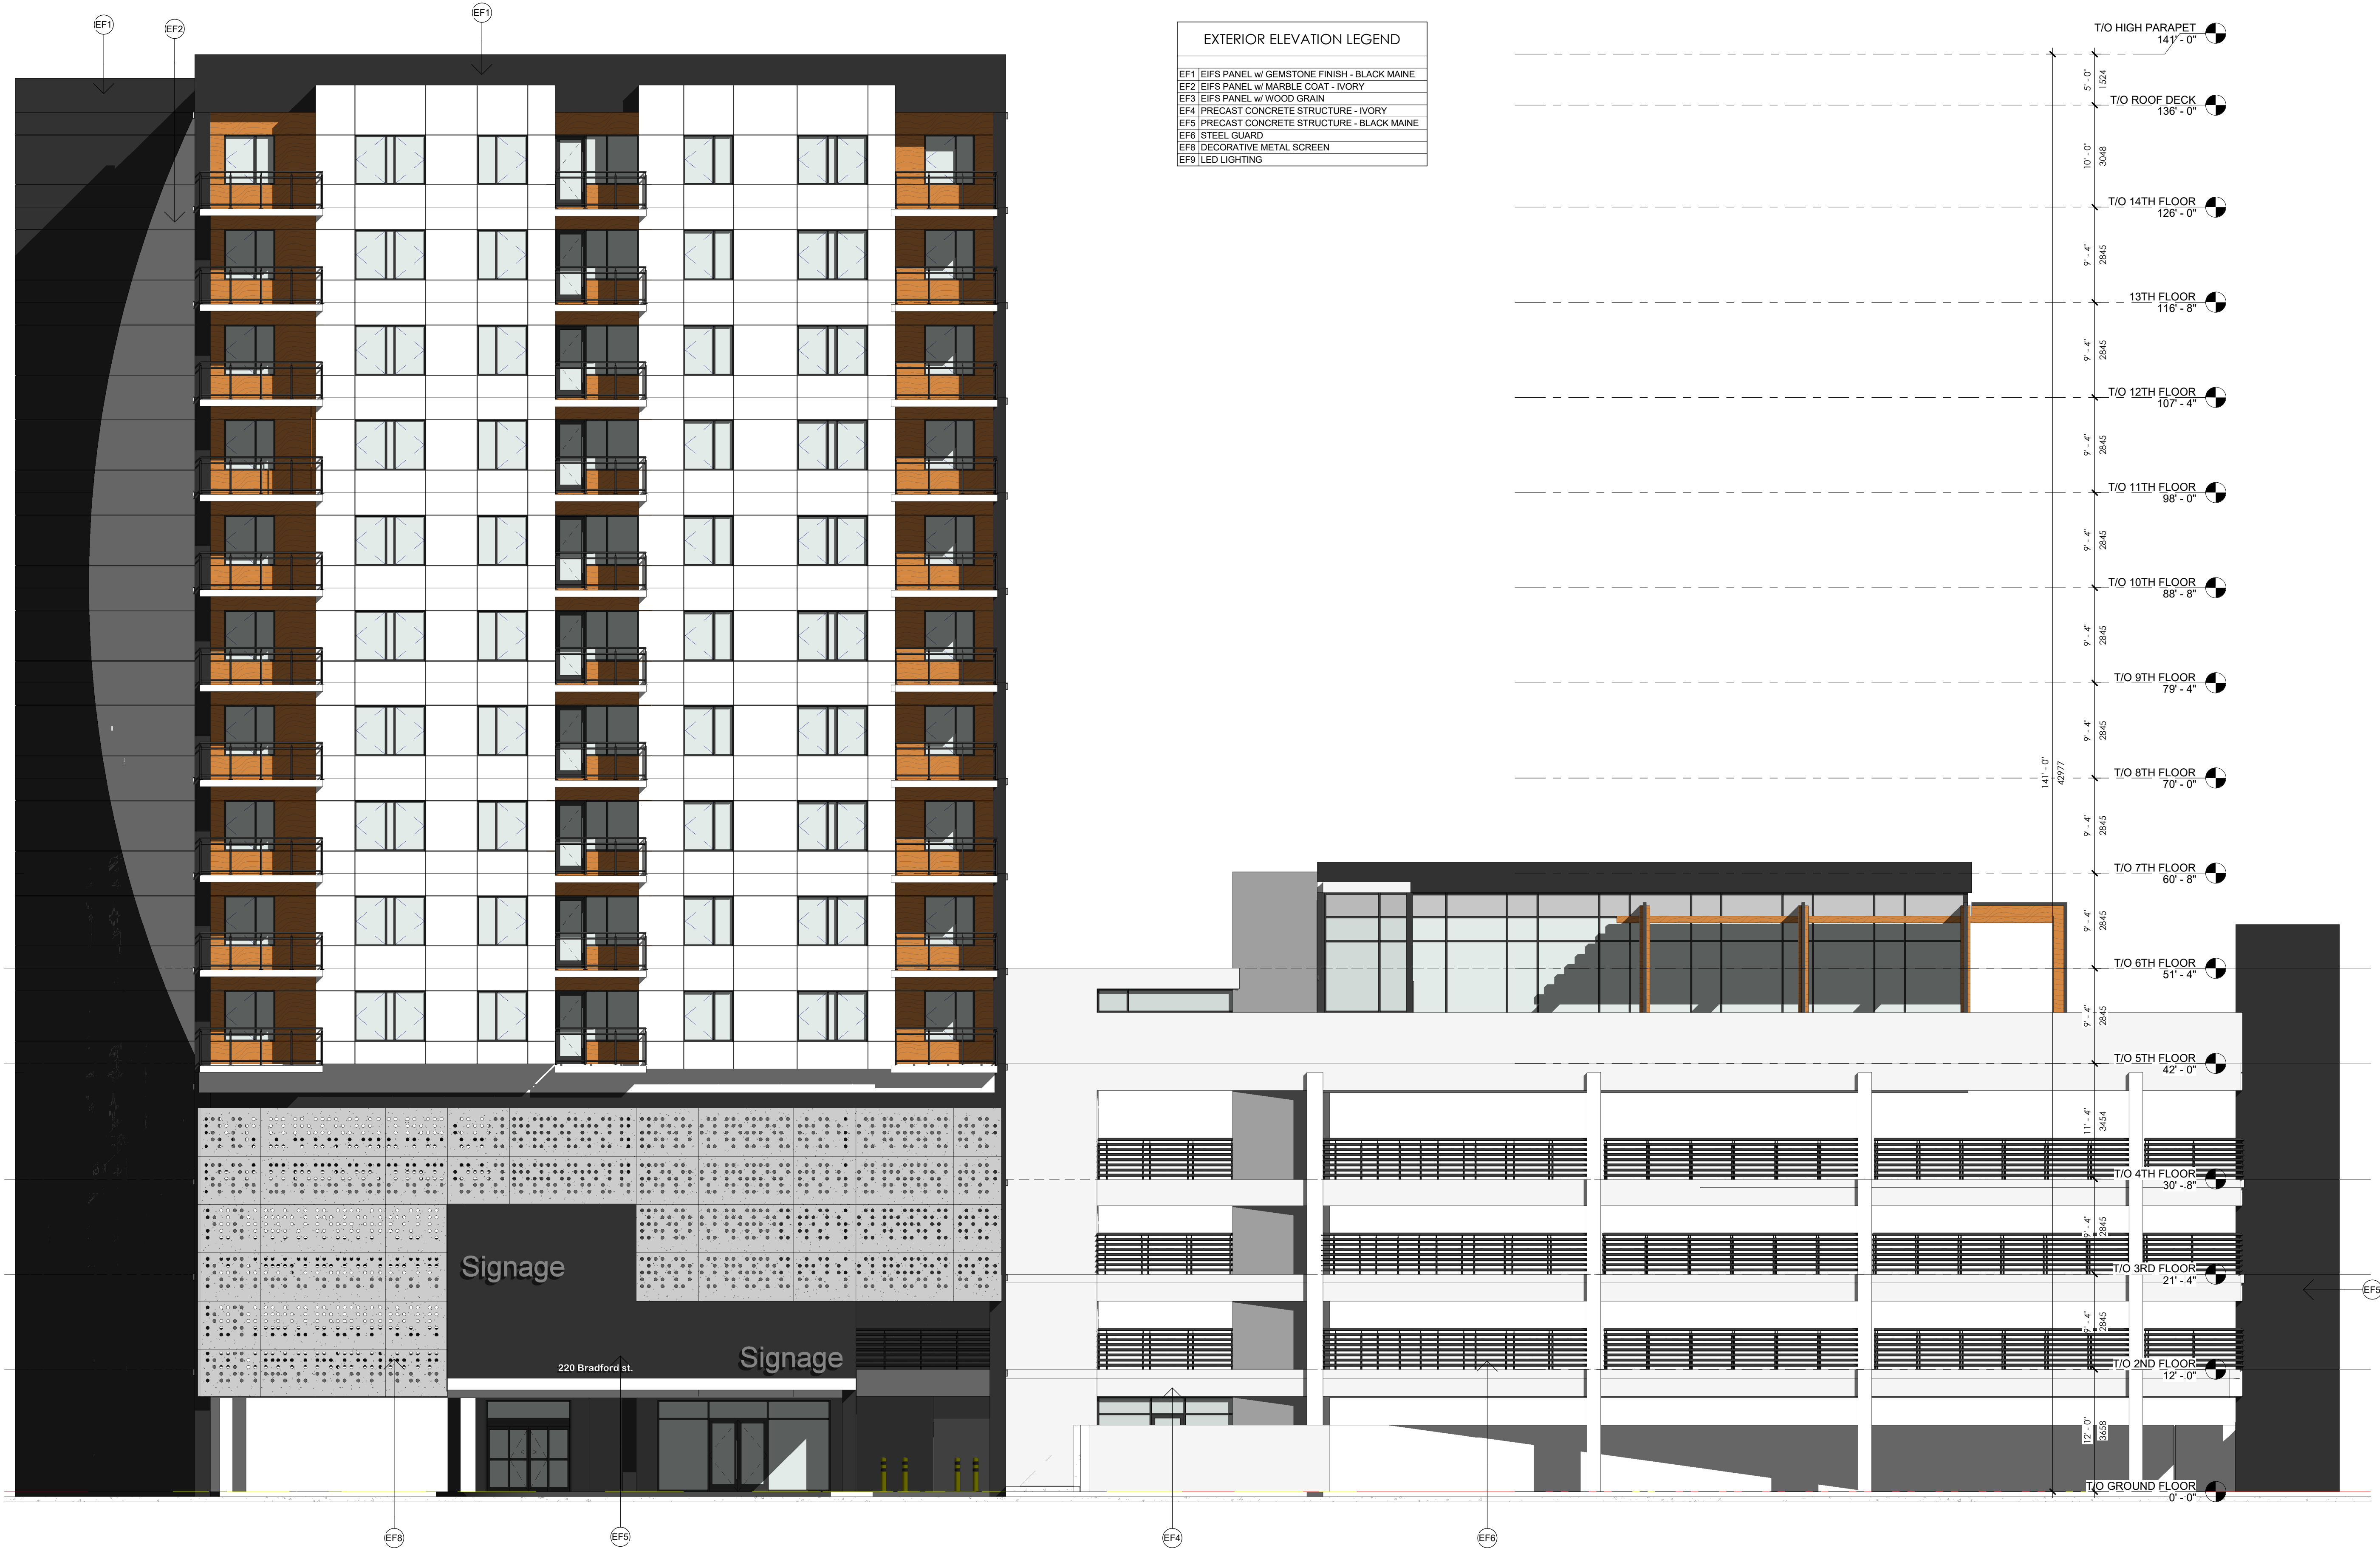 EF1
EF2
EF1
EXTERIOR ELEVATION LEGEND
EF1 EIFS PANEL w/ GEMSTONE FINISH - BLACK MAINE
EF2 EIFS PANEL w/ MARBLE COAT - IVORY
EF3 EIFS PANEL w/ WOOD GRAIN
EF4 PRECAST CONCRETE STRUCTURE - IVORY
EF5 PRECAST CONCRETE STRUCTURE - BLACK MAINE
EF6 STEEL GUARD
EF8 DECORATIVE METAL SCREEN
EF9 LED LIGHTING
T/O HIGH PARAPET
141' - 0"
5' - 0"
1524
T/O ROOF DECK
136' - 0"
10' - 0"
3048
T/O 14TH FLOOR
126' - 0"
9' - 4"
2845
13TH FLOOR
116' - 8"
9' - 4"
2845
T/O 12TH FLOOR
107' - 4"
9' - 4"
2845
T/O 11TH FLOOR
98' - 0"
9' - 4"
2845
T/O 10TH FLOOR
88' - 8"
9' - 4"
2845
T/O 9TH FLOOR
79' - 4"
9' - 4"
2845
141' - 0"
42977
T/O 8TH FLOOR
70' - 0"
9' - 4"
2845
T/O 7TH FLOOR
60' - 8"
9' - 4"
2845
T/O 6TH FLOOR
51' - 4"
9' - 4"
2845
T/O 5TH FLOOR
42' - 0"
11' - 4"
3454
T/O 4TH FLOOR
30' - 8"
9' - 4"
2845
Signage
T/O 3RD FLOOR
21' - 4"
EF5
9' - 4"
2845
Signage
220 Bradford st.
T/O 2ND FLOOR
12' - 0"
12' - 0"
3658
T/O GROUND FLOOR
0' - 0"
EF8
EF5
EF4
EF6